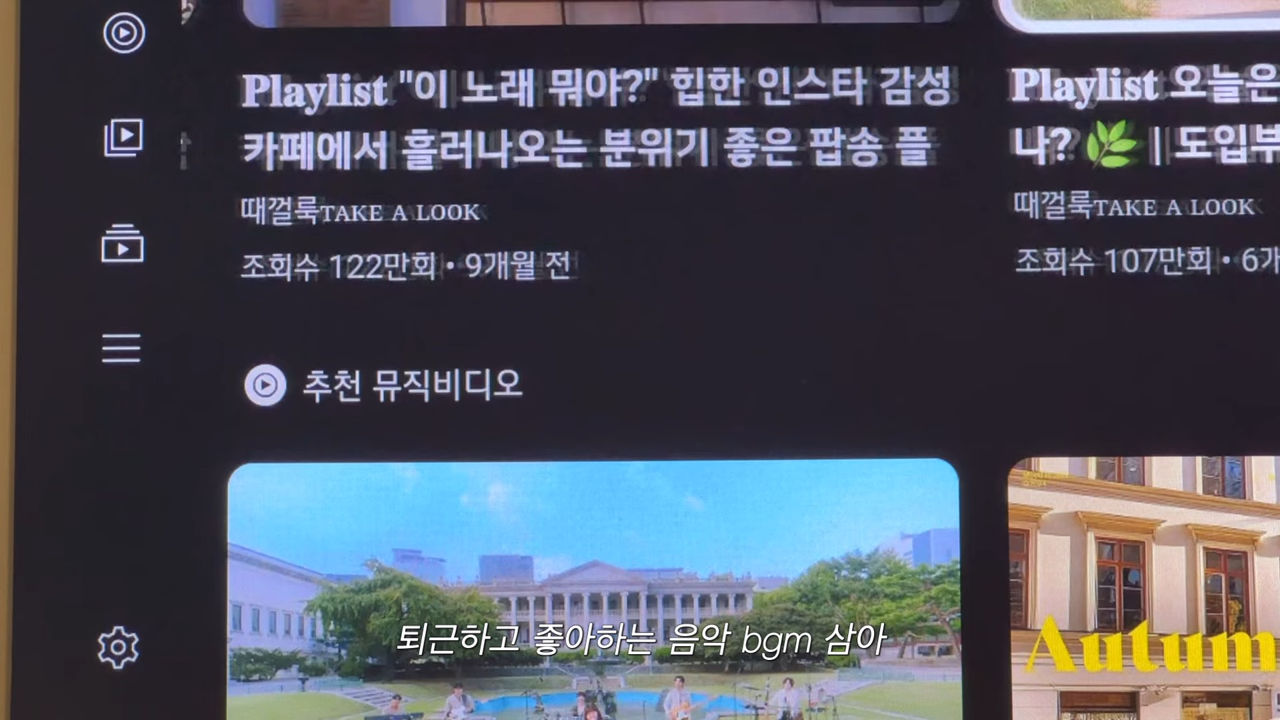 Playlist "이 노래 뭐야?" 힙한 인스타 감성
카페에서 흘러나오는 분위기 좋은 팝송 플
때껄룩TAKE A LOOK
조회수 122만회 • 9개월 전
Playlist 오늘은
나?🌿 | 도입부
때껄룩TAKE A LOOK
조회수 107만회 • 6개
추천 뮤직비디오
퇴근하고 좋아하는 음악 bgm 삼아
Autum